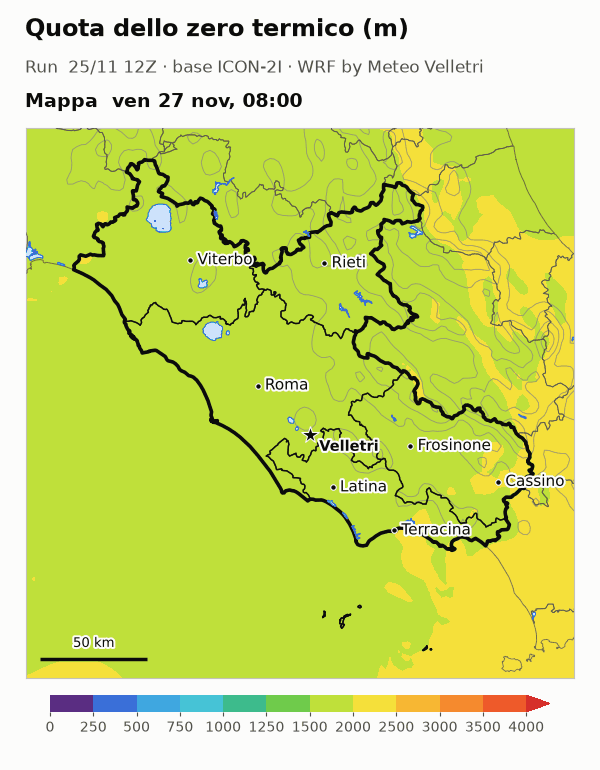 Quota dello zero termico (m)
Run  25/11 12Z · base ICON-2I · WRF by Meteo Velletri
Mappa  ven 27 nov, 08:00
Viterbo
Rieti
Roma
Velletri
Frosinone
Latina
Cassino
Terracina
50 km
0 250 500 750 1000 1250 1500 2000 2500 3000 3500 4000